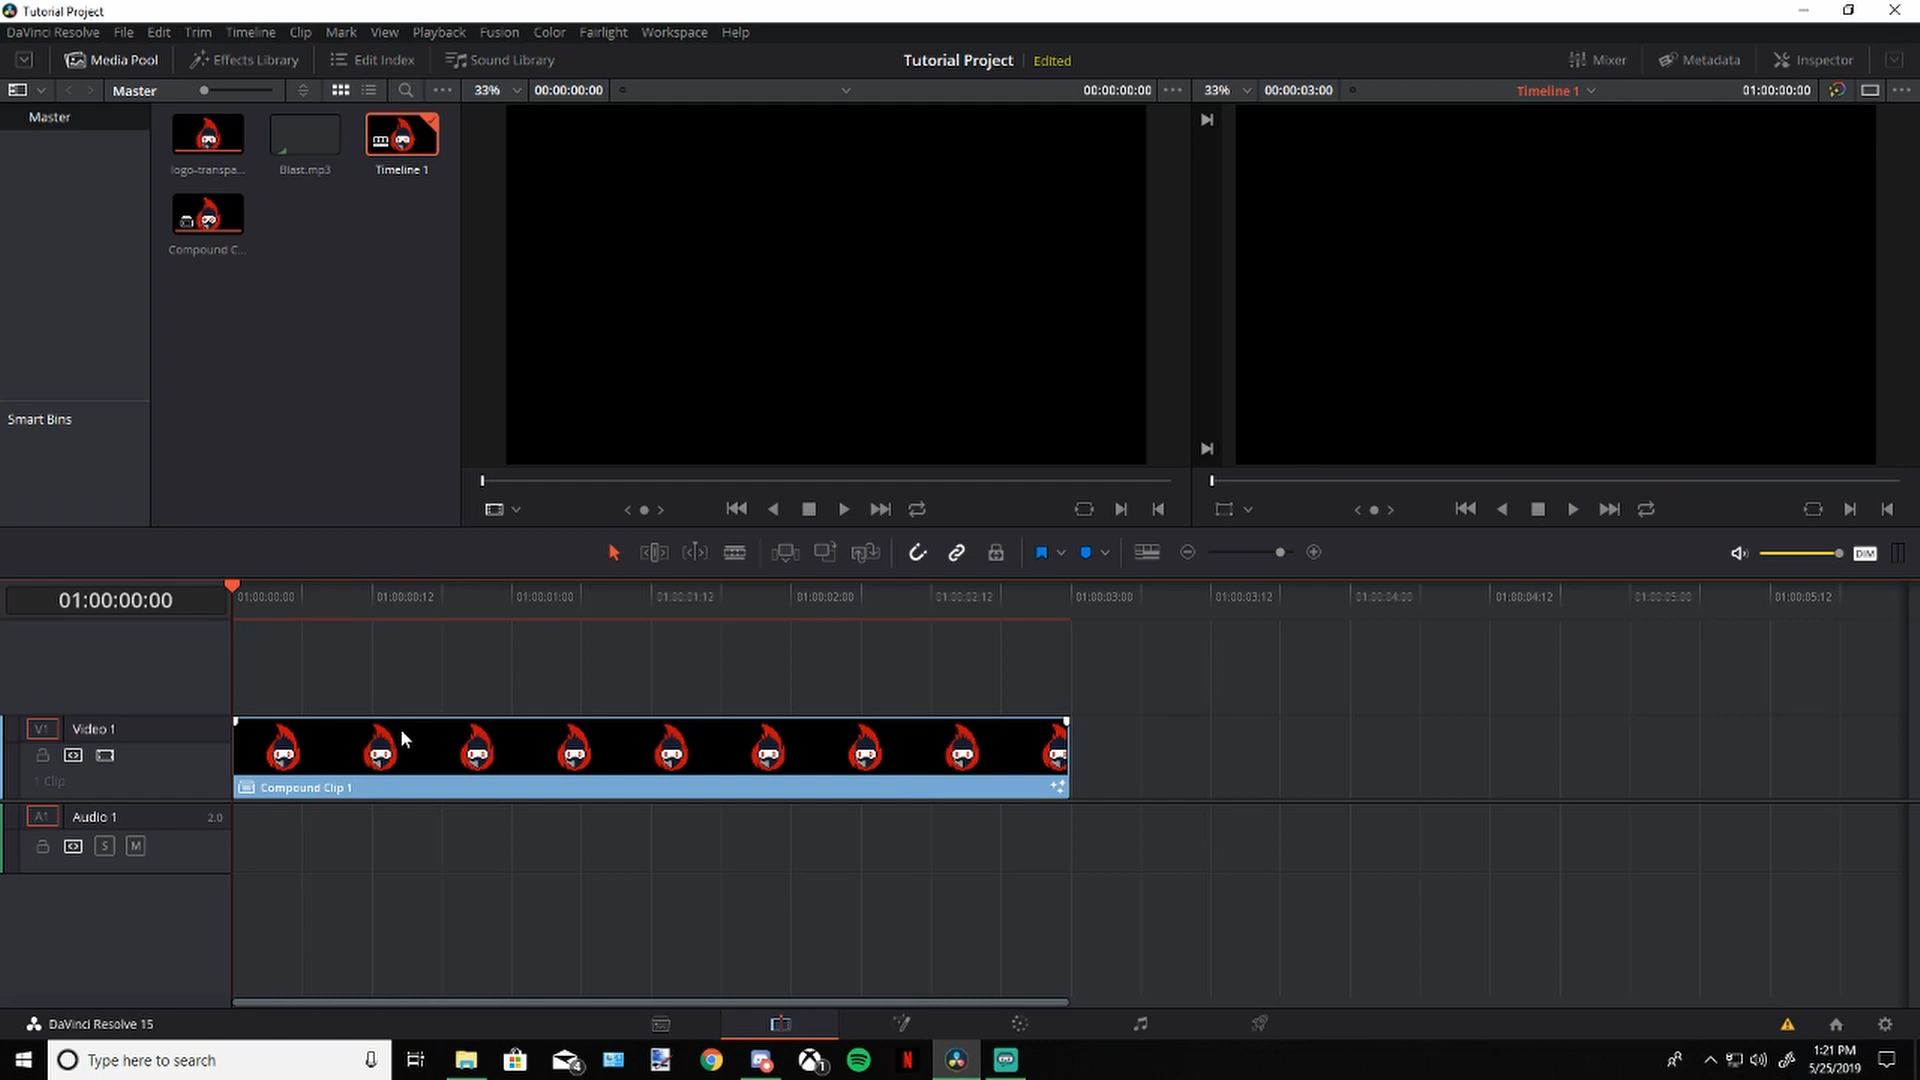 Tutorial Project
DaVinci Resolve File Edit Trim Timeline Clip Mark View Playback Fusion Color Fairlight Workspace Help
Media Pool Effects Library Edit Index Sound Library Tutorial Project Edited Mixer Metadata Inspector
Master 33% 00:00:00:00 00:00:00:00 33% 00:00:03:00 Timeline 1 01:00:00:00
Master
logo-transpa... Blast.mp3 Timeline 1
Compound C...
Smart Bins
DIM
01:00:00:00 01:00:00:00 01:00:00:12 01:00:01:00 01:00:01:12 01:00:02:00 01:00:02:12 01:00:03:00 01:00:03:12 01:00:04:00 01:00:04:12 01:00:05:00 01:00:05:12
V1 Video 1
1 Clip
Compound Clip 1
A1 Audio 1 2.0
S M
DaVinci Resolve 15
Type here to search
4
1
N
1:21 PM
5/25/2019